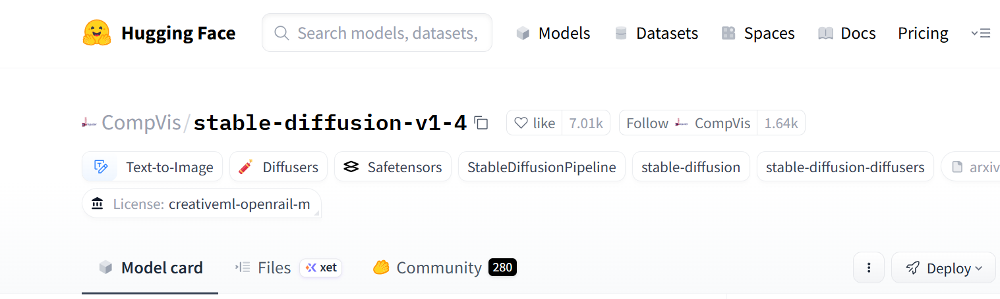 Hugging Face Search models, datasets, Models Datasets Spaces Docs Pricing
CompVis/stable-diffusion-v1-4 like 7.01k Follow CompVis 1.64k
Text-to-Image Diffusers Safetensors StableDiffusionPipeline stable-diffusion stable-diffusion-diffusers arxiv
License: creativeml-openrail-m
Model card Files xet Community 280 Deploy